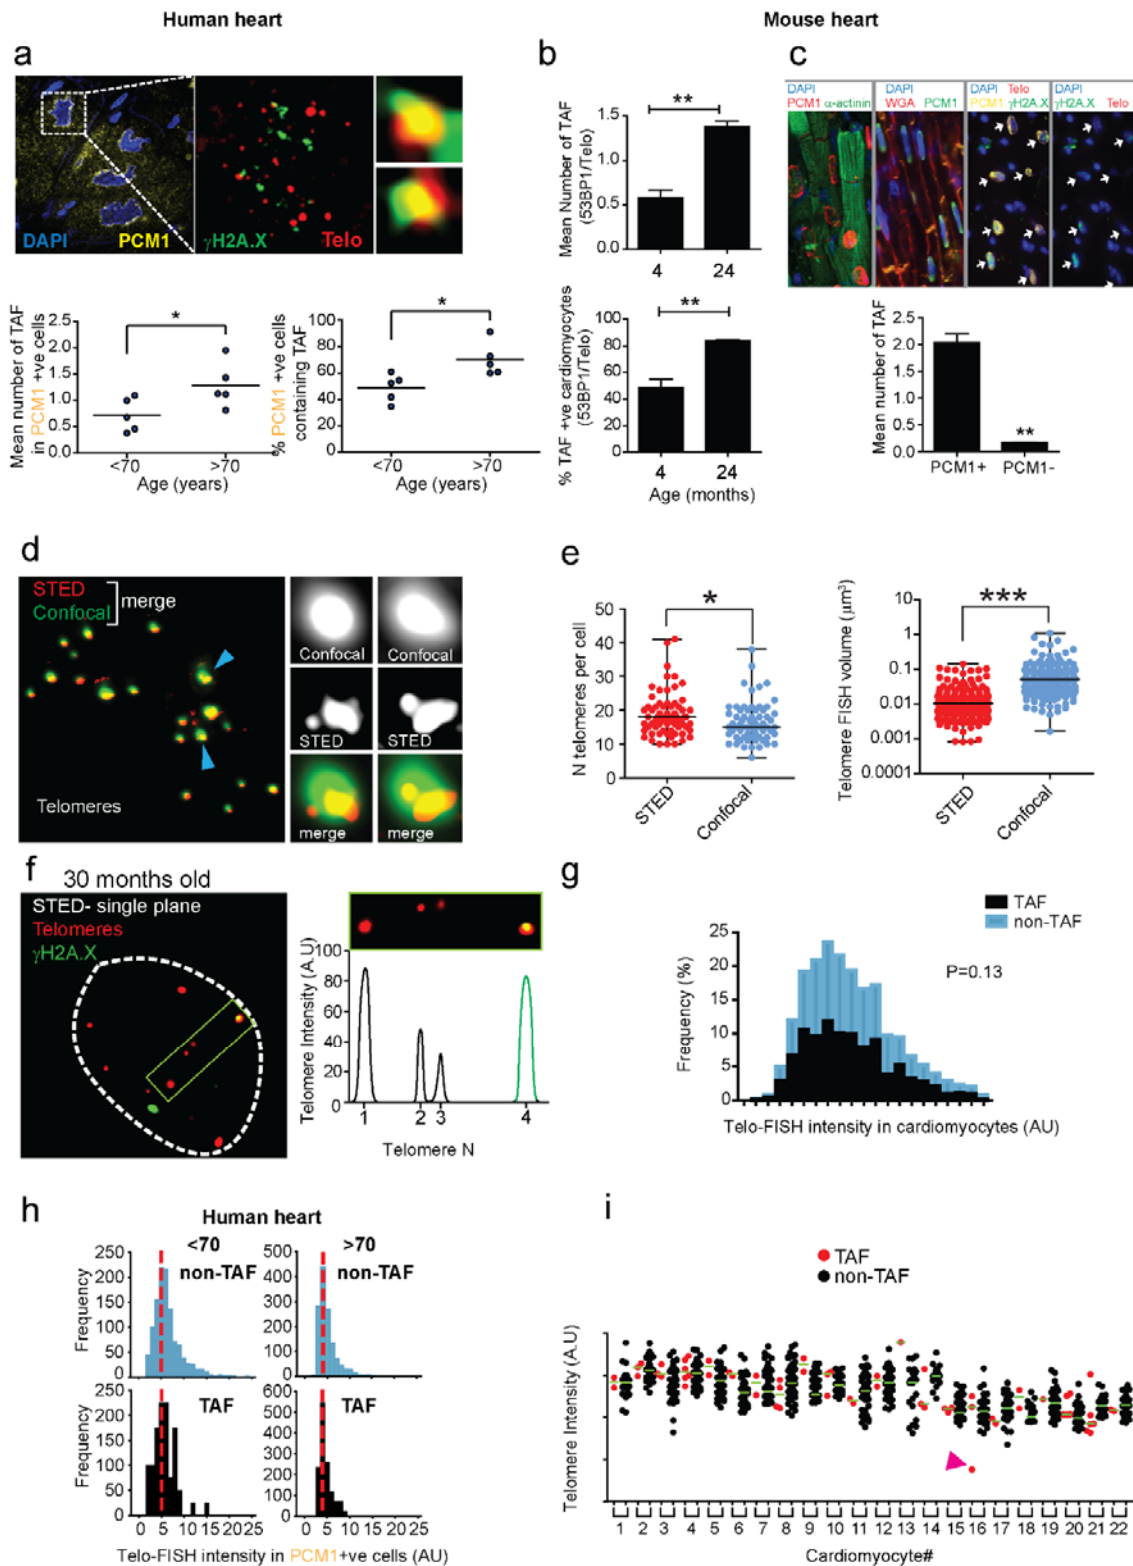 Human heart
Mouse heart
a
DAPI
PCM1
γH2A.X
Telo
Mean number of TAF
in PCM1 +ve cells
2.5
2.0
1.5
1.0
0.5
0.0
*
<70
>70
Age (years)
% PCM1 +ve cells
containing TAF
100
80
60
40
20
0
*
<70
>70
Age (years)
b
Mean Number of TAF
(53BP1/Telo)
1.5
1.0
0.5
0.0
**
4
24
% TAF +ve cardiomyocytes
(53BP1/Telo)
100
80
60
40
20
0
**
4
24
Age (months)
c
DAPI
PCM1 α-actinin
DAPI
WGA PCM1
DAPI Telo
PCM1 γH2A.X
DAPI
γH2A.X Telo
Mean number of TAF
2.5
2.0
1.5
1.0
0.5
0.0
**
PCM1+
PCM1-
d
STED
Confocal
merge
Telomeres
Confocal
Confocal
STED
STED
merge
merge
e
N telomeres per cell
50
40
30
20
10
0
*
STED
Confocal
Telomere FISH volume (μm³)
10
1
0.1
0.01
0.001
0.0001
***
STED
Confocal
f
30 months old
STED- single plane
Telomeres
γH2A.X
Telomere Intensity (A.U)
100
80
60
40
20
0
1
2
3
4
Telomere N
g
TAF
non-TAF
Frequency (%)
25
20
15
10
5
0
P=0.13
Telo-FISH intensity in cardiomyocytes (AU)
h
Human heart
<70
non-TAF
>70
non-TAF
Frequency
250
200
150
100
50
0
500
400
300
200
100
0
TAF
TAF
Frequency
250
200
150
100
50
0
600
500
400
300
200
100
0
0 5 10 15 20 25
0 5 10 15 20 25
Telo-FISH intensity in PCM1+ve cells (AU)
i
TAF
non-TAF
Telomere Intensity (A.U)
1 2 3 4 5 6 7 8 9 10 11 12 13 14 15 16 17 18 19 20 21 22
Cardiomyocyte#